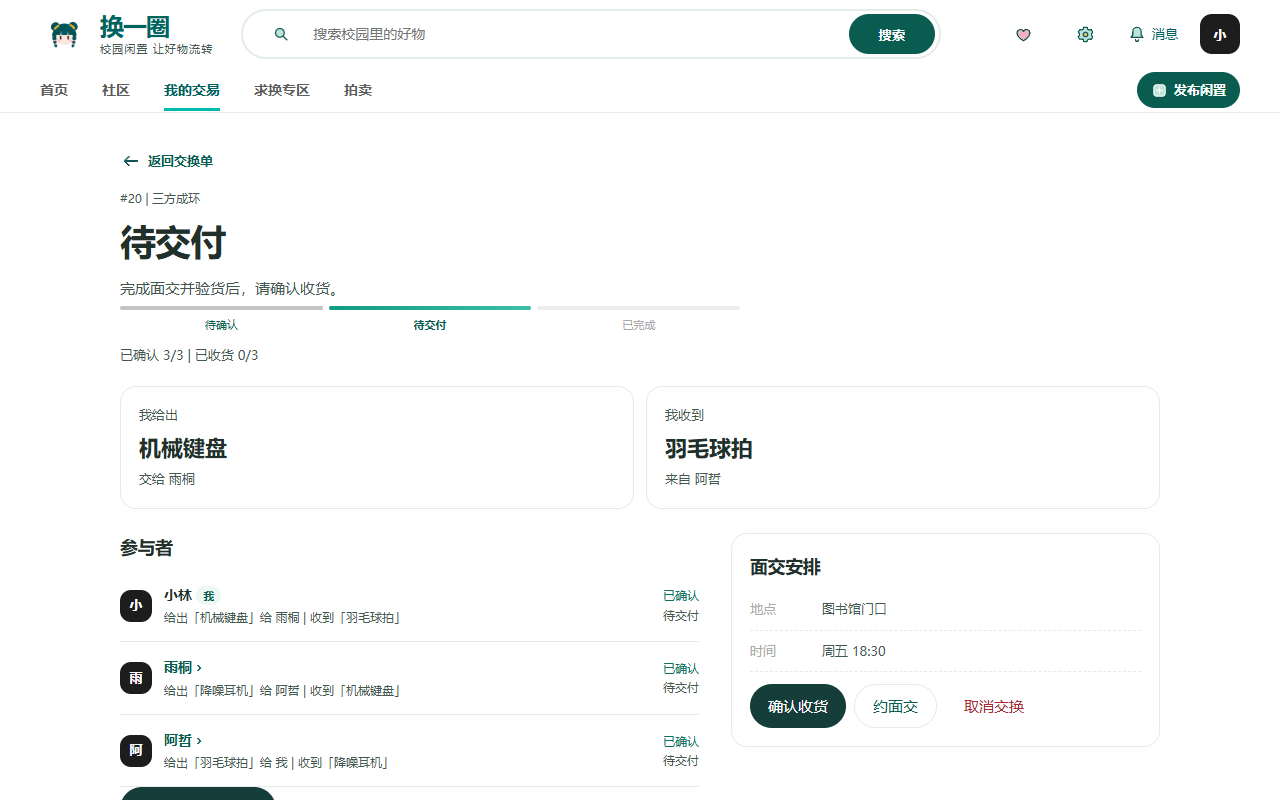 换一圈
校园闲置 让好物流转
搜索校园里的好物
搜索
消息
小
首页
社区
我的交易
求换专区
拍卖
发布闲置
返回交换单
#20 | 三方成环
待交付
完成面交并验货后，请确认收货。
待确认
待交付
已完成
已确认 3/3 | 已收货 0/3
我给出
机械键盘
交给 雨桐
我收到
羽毛球拍
来自 阿哲
参与者
小
小林 我
给出「机械键盘」给 雨桐 | 收到「羽毛球拍」
已确认
待交付
雨
雨桐 ›
给出「降噪耳机」给 阿哲 | 收到「机械键盘」
已确认
待交付
阿
阿哲 ›
给出「羽毛球拍」给 我 | 收到「降噪耳机」
已确认
待交付
面交安排
地点 图书馆门口
时间 周五 18:30
确认收货
约面交
取消交换